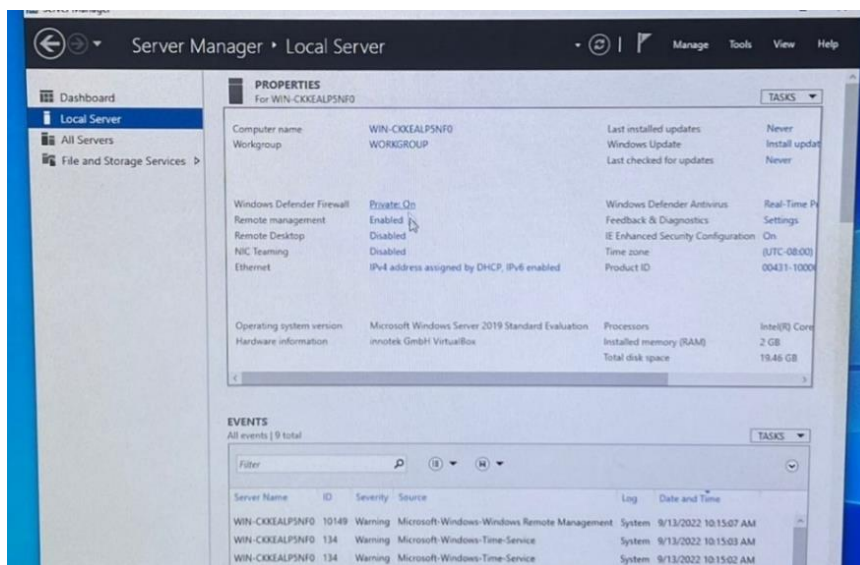 Server Manager • Local Server
Manage Tools View Help
Dashboard
Local Server
All Servers
File and Storage Services
PROPERTIES
For WIN-CKKEALP5NF0
TASKS
Computer name WIN-CKKEALP5NF0 Last installed updates Never
Workgroup WORKGROUP Windows Update Install updat
Last checked for updates Never
Windows Defender Firewall Private: On Windows Defender Antivirus Real-Time P
Remote management Enabled Feedback & Diagnostics Settings
Remote Desktop Disabled IE Enhanced Security Configuration On
NIC Teaming Disabled Time zone (UTC-08:00)
Ethernet IPv4 address assigned by DHCP, IPv6 enabled Product ID 00431-1000
Operating system version Microsoft Windows Server 2019 Standard Evaluation Processors Intel(R) Core
Hardware information innotek GmbH VirtualBox Installed memory (RAM) 2 GB
Total disk space 19.46 GB
EVENTS
All events | 9 total
TASKS
Filter
Server Name ID Severity Source Log Date and Time
WIN-CKKEALP5NF0 10149 Warning Microsoft-Windows-Windows Remote Management System 9/13/2022 10:15:07 AM
WIN-CKKEALP5NF0 134 Warning Microsoft-Windows-Time-Service System 9/13/2022 10:15:03 AM
WIN-CKKEALP5NF0 134 Warning Microsoft-Windows-Time-Service System 9/13/2022 10:15:02 AM